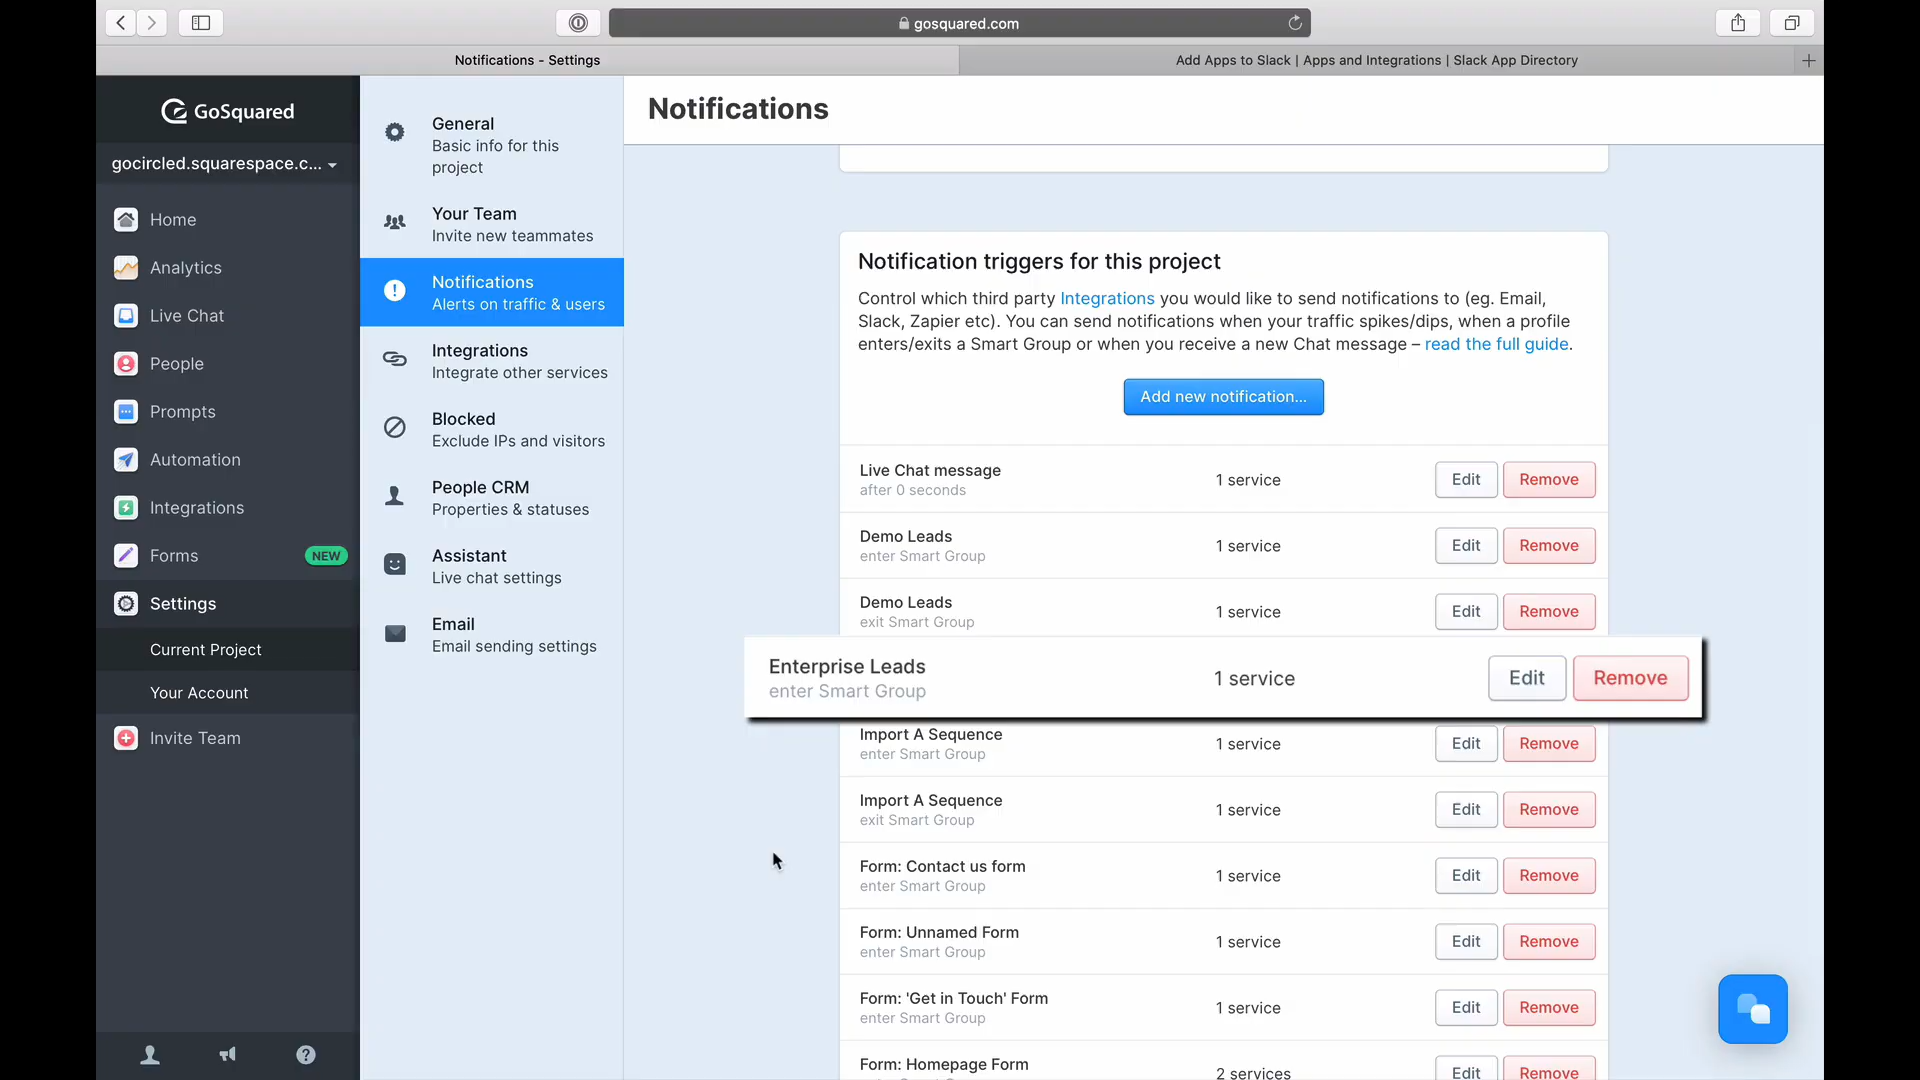 gosquared.com
Notifications - Settings
Add Apps to Slack | Apps and Integrations | Slack App Directory
GoSquared
gocircled.squarespace.c...
Home
Analytics
Live Chat
People
Prompts
Automation
Integrations
Forms NEW
Settings
Current Project
Your Account
Invite Team
General
Basic info for this
project
Your Team
Invite new teammates
Notifications
Alerts on traffic & users
Integrations
Integrate other services
Blocked
Exclude IPs and visitors
People CRM
Properties & statuses
Assistant
Live chat settings
Email
Email sending settings
Notifications
Notification triggers for this project
Control which third party Integrations you would like to send notifications to (eg. Email,
Slack, Zapier etc). You can send notifications when your traffic spikes/dips, when a profile
enters/exits a Smart Group or when you receive a new Chat message – read the full guide.
Add new notification...
Live Chat message
after 0 seconds
1 service Edit Remove
Demo Leads
enter Smart Group
1 service Edit Remove
Demo Leads
exit Smart Group
1 service Edit Remove
Enterprise Leads
enter Smart Group
1 service Edit Remove
Import A Sequence
enter Smart Group
1 service Edit Remove
Import A Sequence
exit Smart Group
1 service Edit Remove
Form: Contact us form
enter Smart Group
1 service Edit Remove
Form: Unnamed Form
enter Smart Group
1 service Edit Remove
Form: 'Get in Touch' Form
enter Smart Group
1 service Edit Remove
Form: Homepage Form
2 services Edit Remove